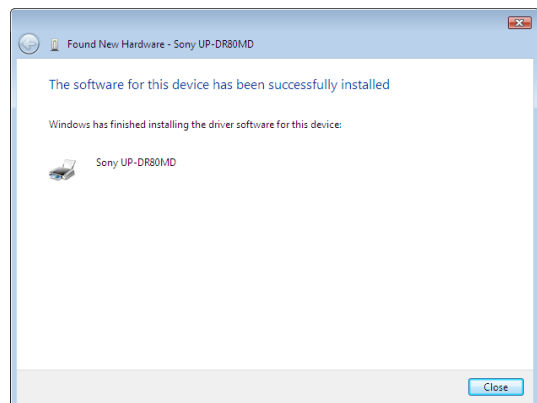 Found New Hardware - Sony UP-DR80MD
The software for this device has been successfully installed
Windows has finished installing the driver software for this device:
Sony UP-DR80MD
Close